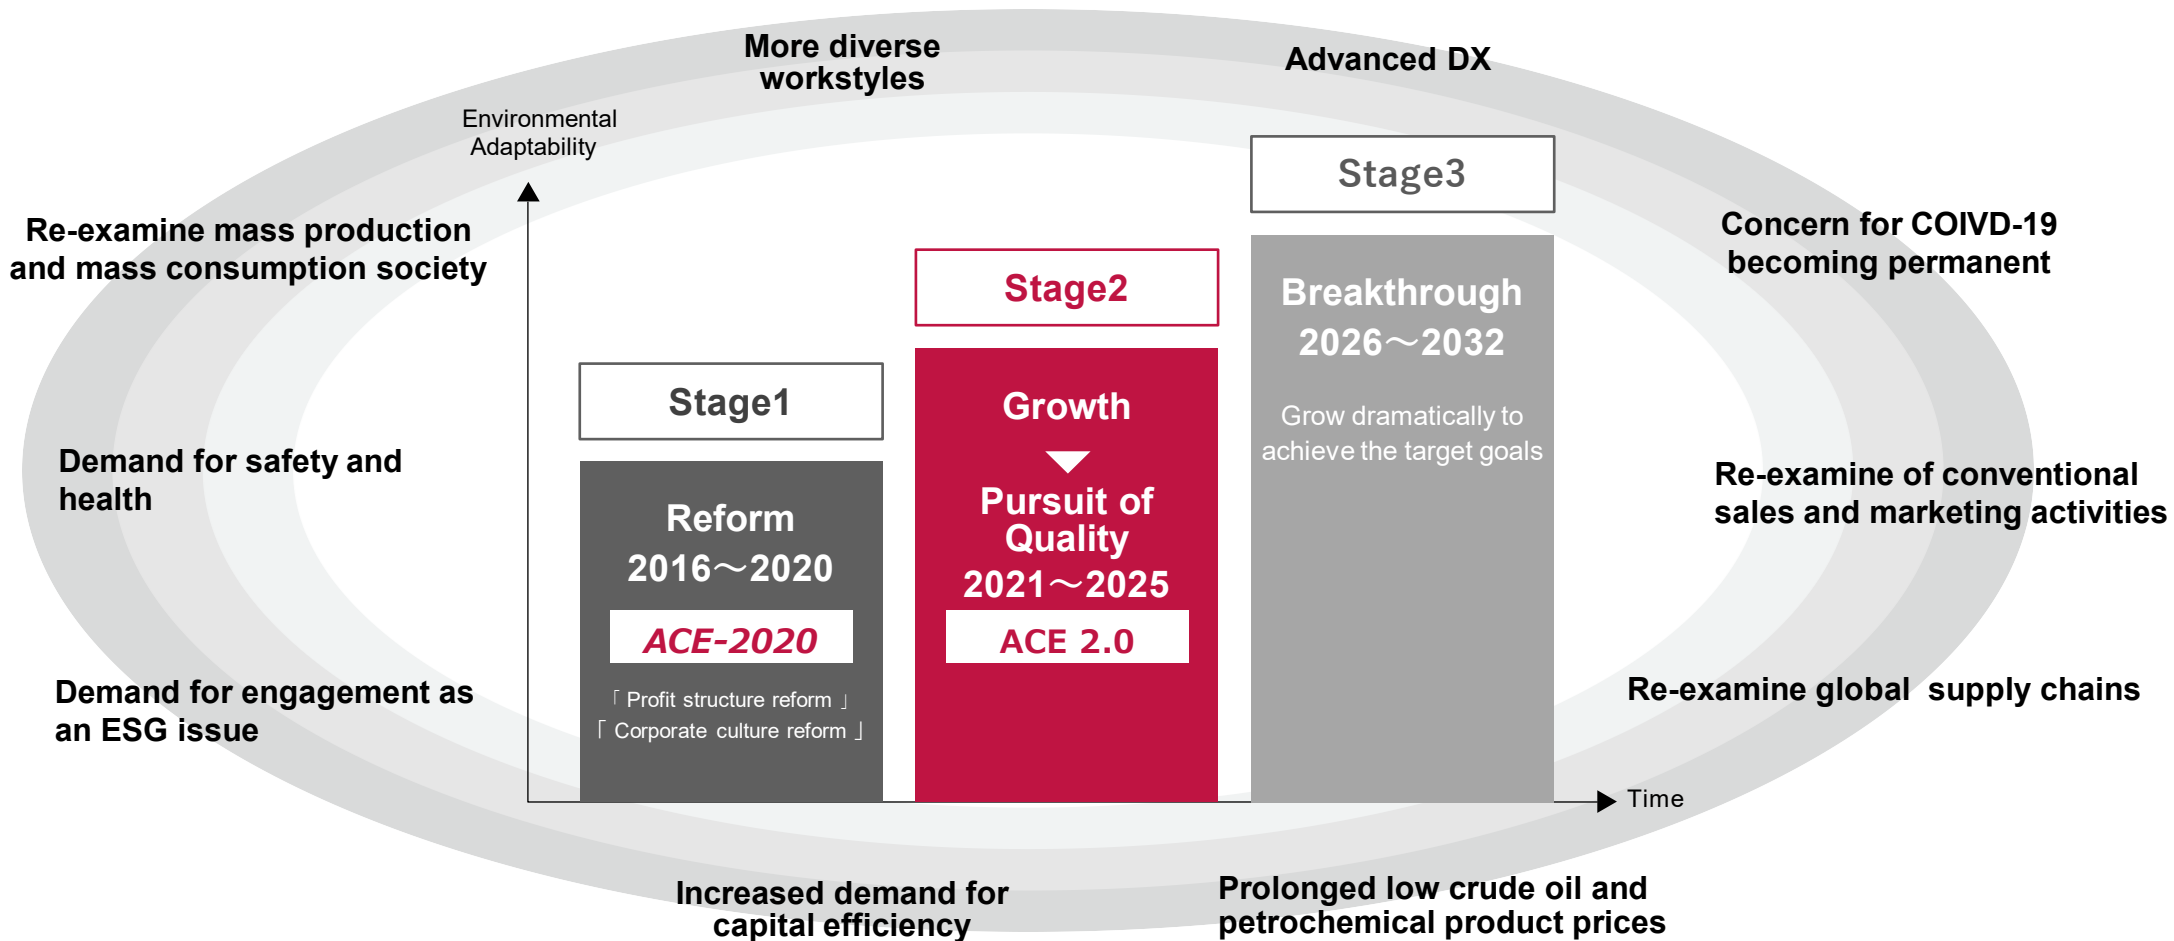 More diverse
workstyles
Advanced DX
Environmental
Adaptability
Re-examine mass production
and mass consumption society
Concern for COIVD-19
becoming permanent
Demand for safety and
health
Re-examine of conventional
sales and marketing activities
Demand for engagement as
an ESG issue
Re-examine global supply chains
Stage1
Reform
2016～2020
ACE-2020
「 Profit structure reform 」
「 Corporate culture reform 」
Stage2
Growth
Pursuit of
Quality
2021～2025
ACE 2.0
Stage3
Breakthrough
2026～2032
Grow dramatically to
achieve the target goals
Time
Increased demand for
capital efficiency
Prolonged low crude oil and
petrochemical product prices